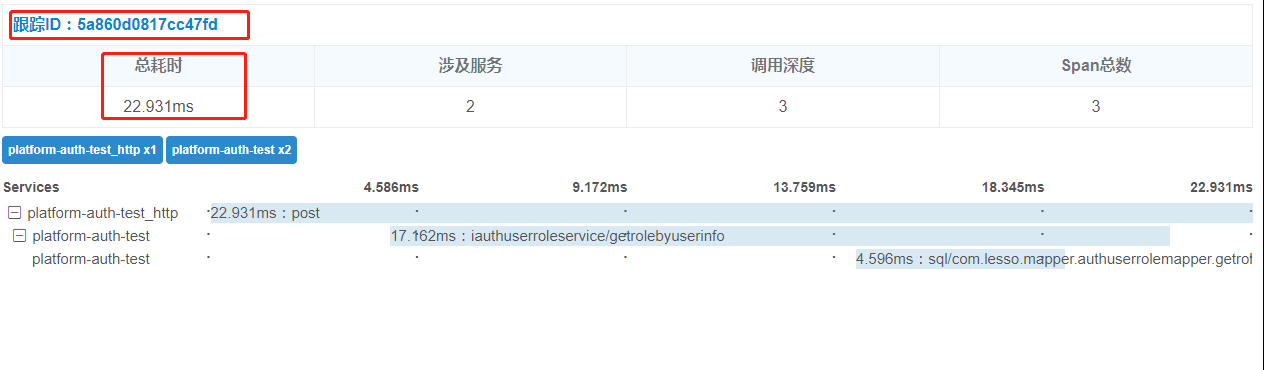 跟踪ID：5a860d0817cc47fd
总耗时 涉及服务 调用深度 Span总数
22.931ms 2 3 3
platform-auth-test_http x1 platform-auth-test x2
Services 4.586ms 9.172ms 13.759ms 18.345ms 22.931ms
platform-auth-test_http 22.931ms：post
platform-auth-test 17.162ms：iauthuserroleservice/getrolebyuserinfo
platform-auth-test 4.596ms：sql/com.lesso.mapper.authuserrolemapper.getrol